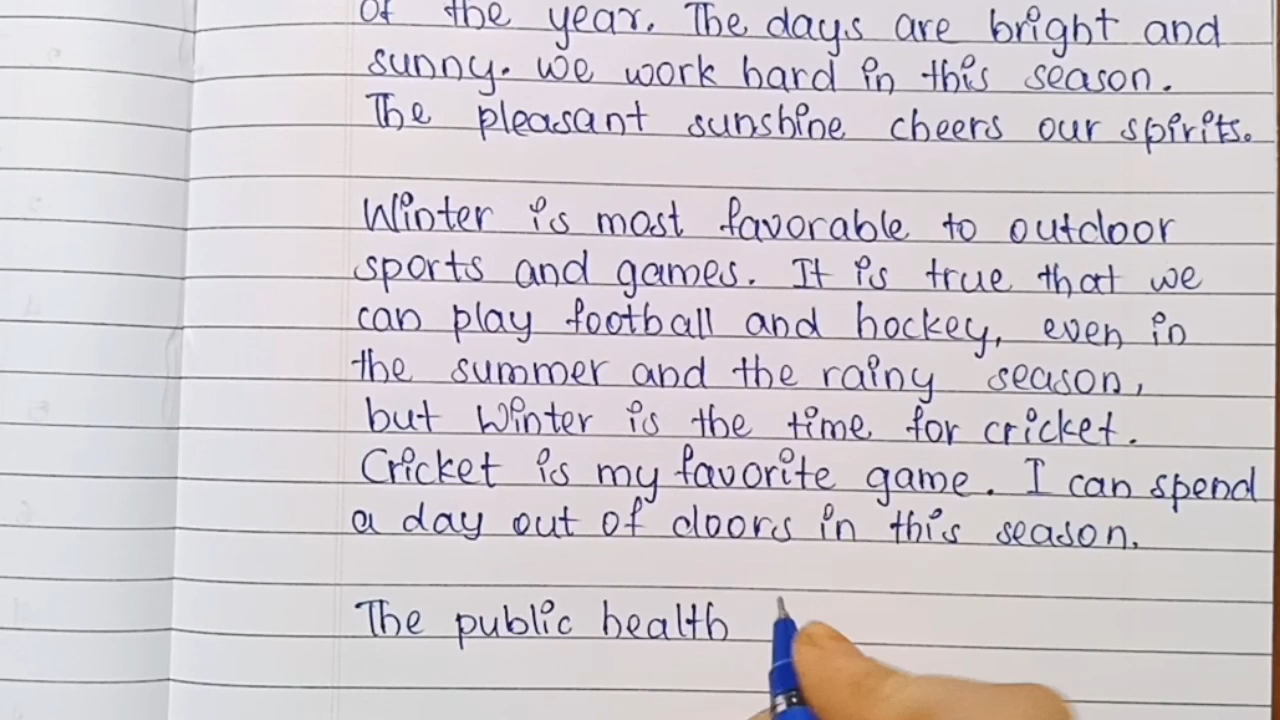 of the year. The days are bright and
sunny. We work hard in this season.
The pleasant sunshine cheers our spirits.
Winter is most favorable to outdoor
sports and games. It is true that we
can play football and hockey, even in
the summer and the rainy season,
but Winter is the time for cricket.
Cricket is my favorite game. I can spend
a day out of doors in this season.
The public health